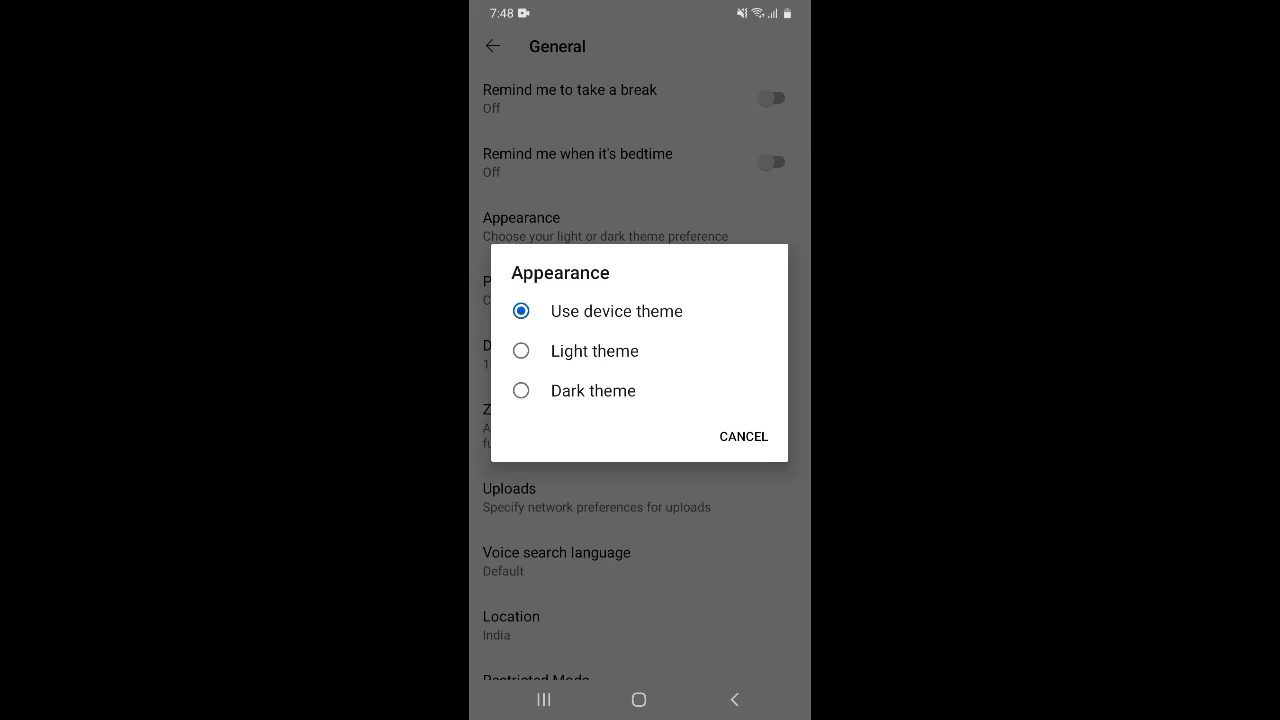 7:48
General
Remind me to take a break
Off
Remind me when it's bedtime
Off
Appearance
Choose your light or dark theme preference
Appearance
Use device theme
Light theme
Dark theme
CANCEL
Uploads
Specify network preferences for uploads
Voice search language
Default
Location
India
Restricted Mode